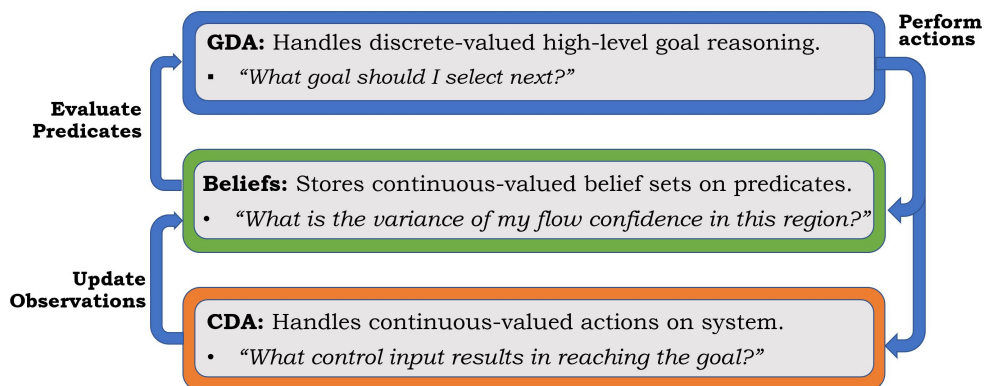 GDA: Handles discrete-valued high-level goal reasoning.
▪ “What goal should I select next?”
Perform
actions
Evaluate
Predicates
Beliefs: Stores continuous-valued belief sets on predicates.
• “What is the variance of my flow confidence in this region?”
Update
Observations
CDA: Handles continuous-valued actions on system.
• “What control input results in reaching the goal?”